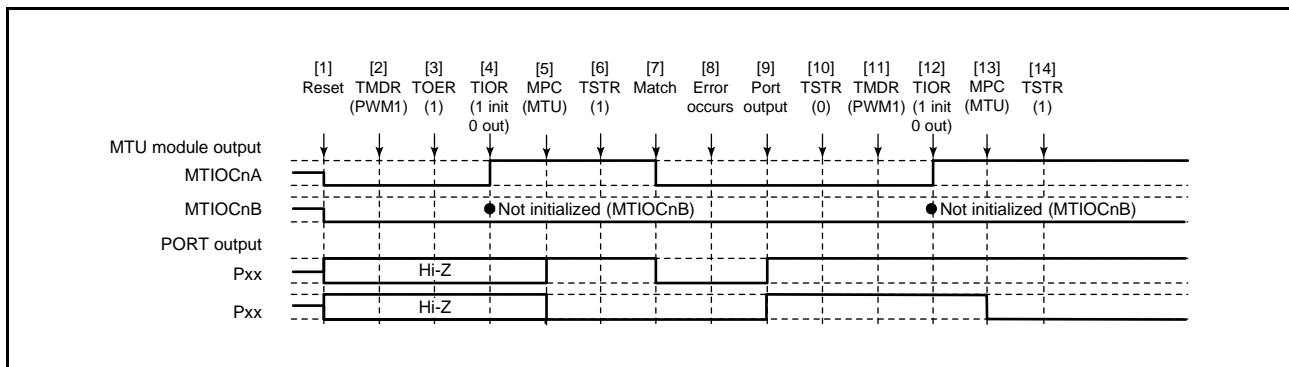 [1] [2] [3] [4] [5] [6] [7] [8] [9] [10] [11] [12] [13] [14]
Reset TMDR TOER TIOR MPC TSTR Match Error Port TSTR TMDR TIOR MPC TSTR
(PWM1) (1) (1 init (MTU) (1) occurs output (0) (PWM1) (1 init (MTU) (1)
0 out) 0 out)
MTU module output
MTIOCnA
MTIOCnB Not initialized (MTIOCnB) Not initialized (MTIOCnB)
PORT output
Pxx Hi-Z
Pxx Hi-Z